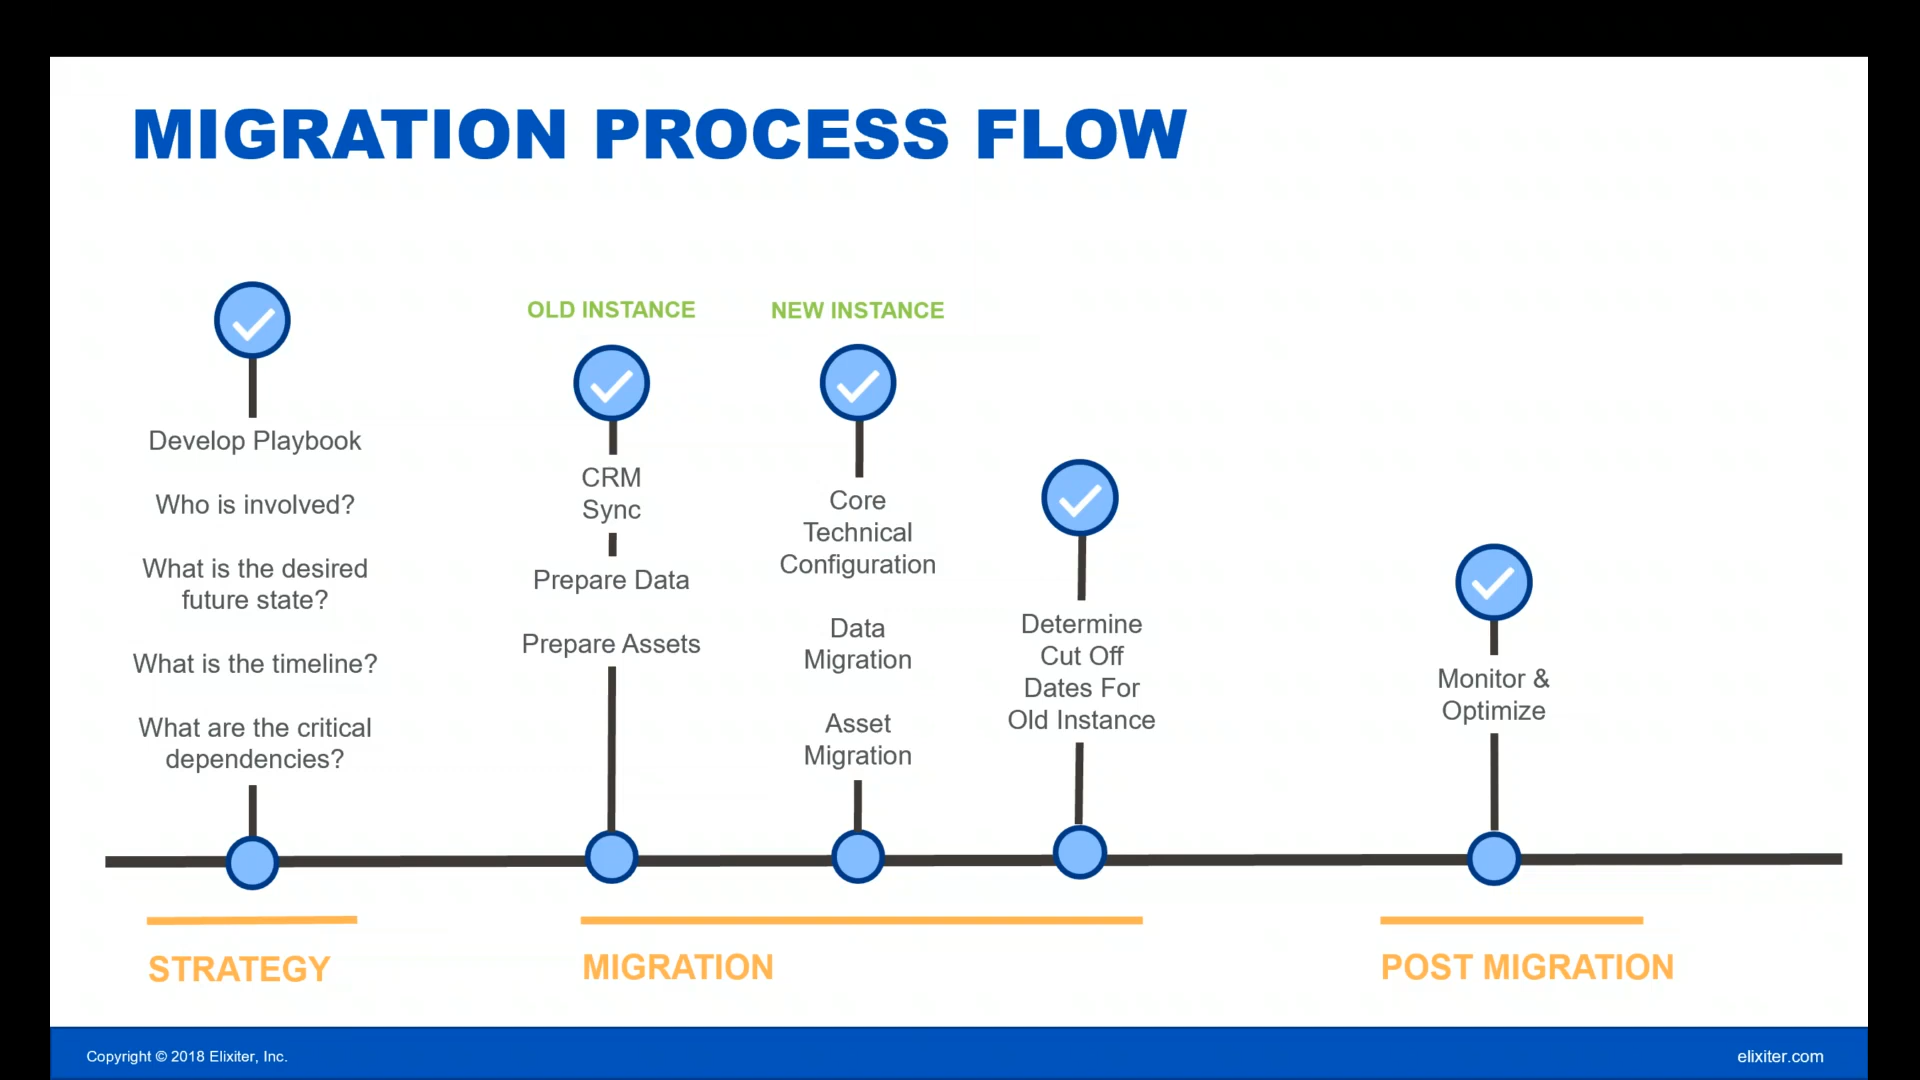 MIGRATION PROCESS FLOW
Develop Playbook
Who is involved?
What is the desired
future state?
What is the timeline?
What are the critical
dependencies?
OLD INSTANCE
CRM
Sync
Prepare Data
Prepare Assets
NEW INSTANCE
Core
Technical
Configuration
Data
Migration
Asset
Migration
Determine
Cut Off
Dates For
Old Instance
Monitor &
Optimize
STRATEGY
MIGRATION
POST MIGRATION
Copyright © 2018 Elixiter, Inc.
elixiter.com